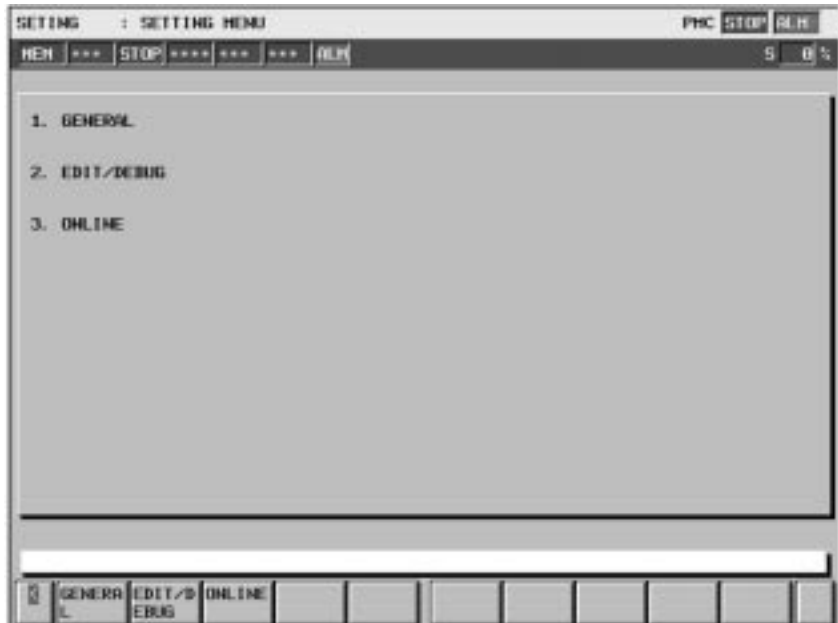 SETING : SETTING MENU PMC STOP ALM
MEM *** STOP **** *** *** ALM S 0 %
1. GENERAL
2. EDIT/DEBUG
3. ONLINE
GENERA
L
EDIT/D
EBUG
ONLINE